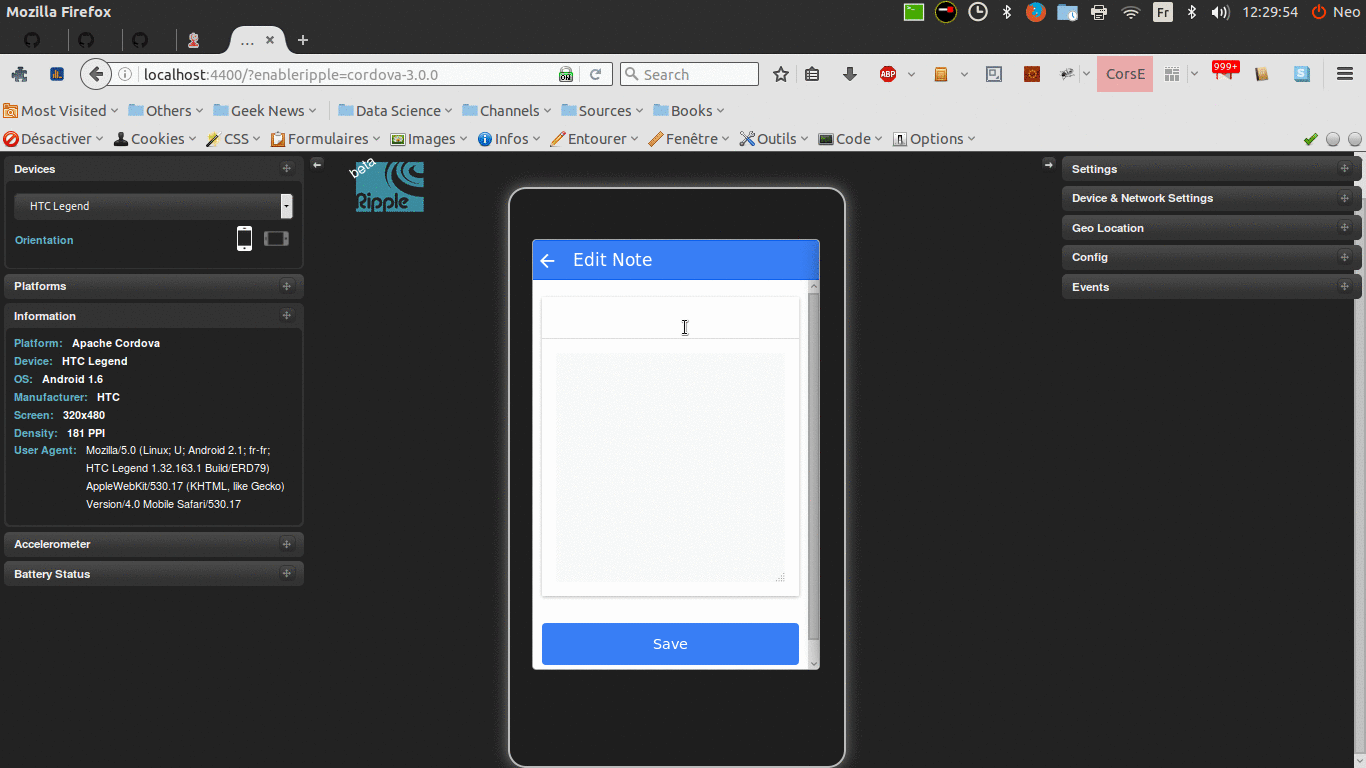 Mozilla Firefox
Fr
12:29:54
Neo
...
localhost:4400/?enableripple=cordova-3.0.0
ON
Search
ABP
CorsE
999+
S
Most Visited
Others
Geek News
Data Science
Channels
Sources
Books
Désactiver
Cookies
CSS
Formulaires
Images
Infos
Entourer
Fenêtre
Outils
Code
Options
Devices
HTC Legend
Orientation
Platforms
Information
Platform: Apache Cordova
Device: HTC Legend
OS: Android 1.6
Manufacturer: HTC
Screen: 320x480
Density: 181 PPI
User Agent: Mozilla/5.0 (Linux; U; Android 2.1; fr-fr;
HTC Legend 1.32.163.1 Build/ERD79)
AppleWebKit/530.17 (KHTML, like Gecko)
Version/4.0 Mobile Safari/530.17
Accelerometer
Battery Status
beta
Ripple
Edit Note
Save
Settings
Device & Network Settings
Geo Location
Config
Events